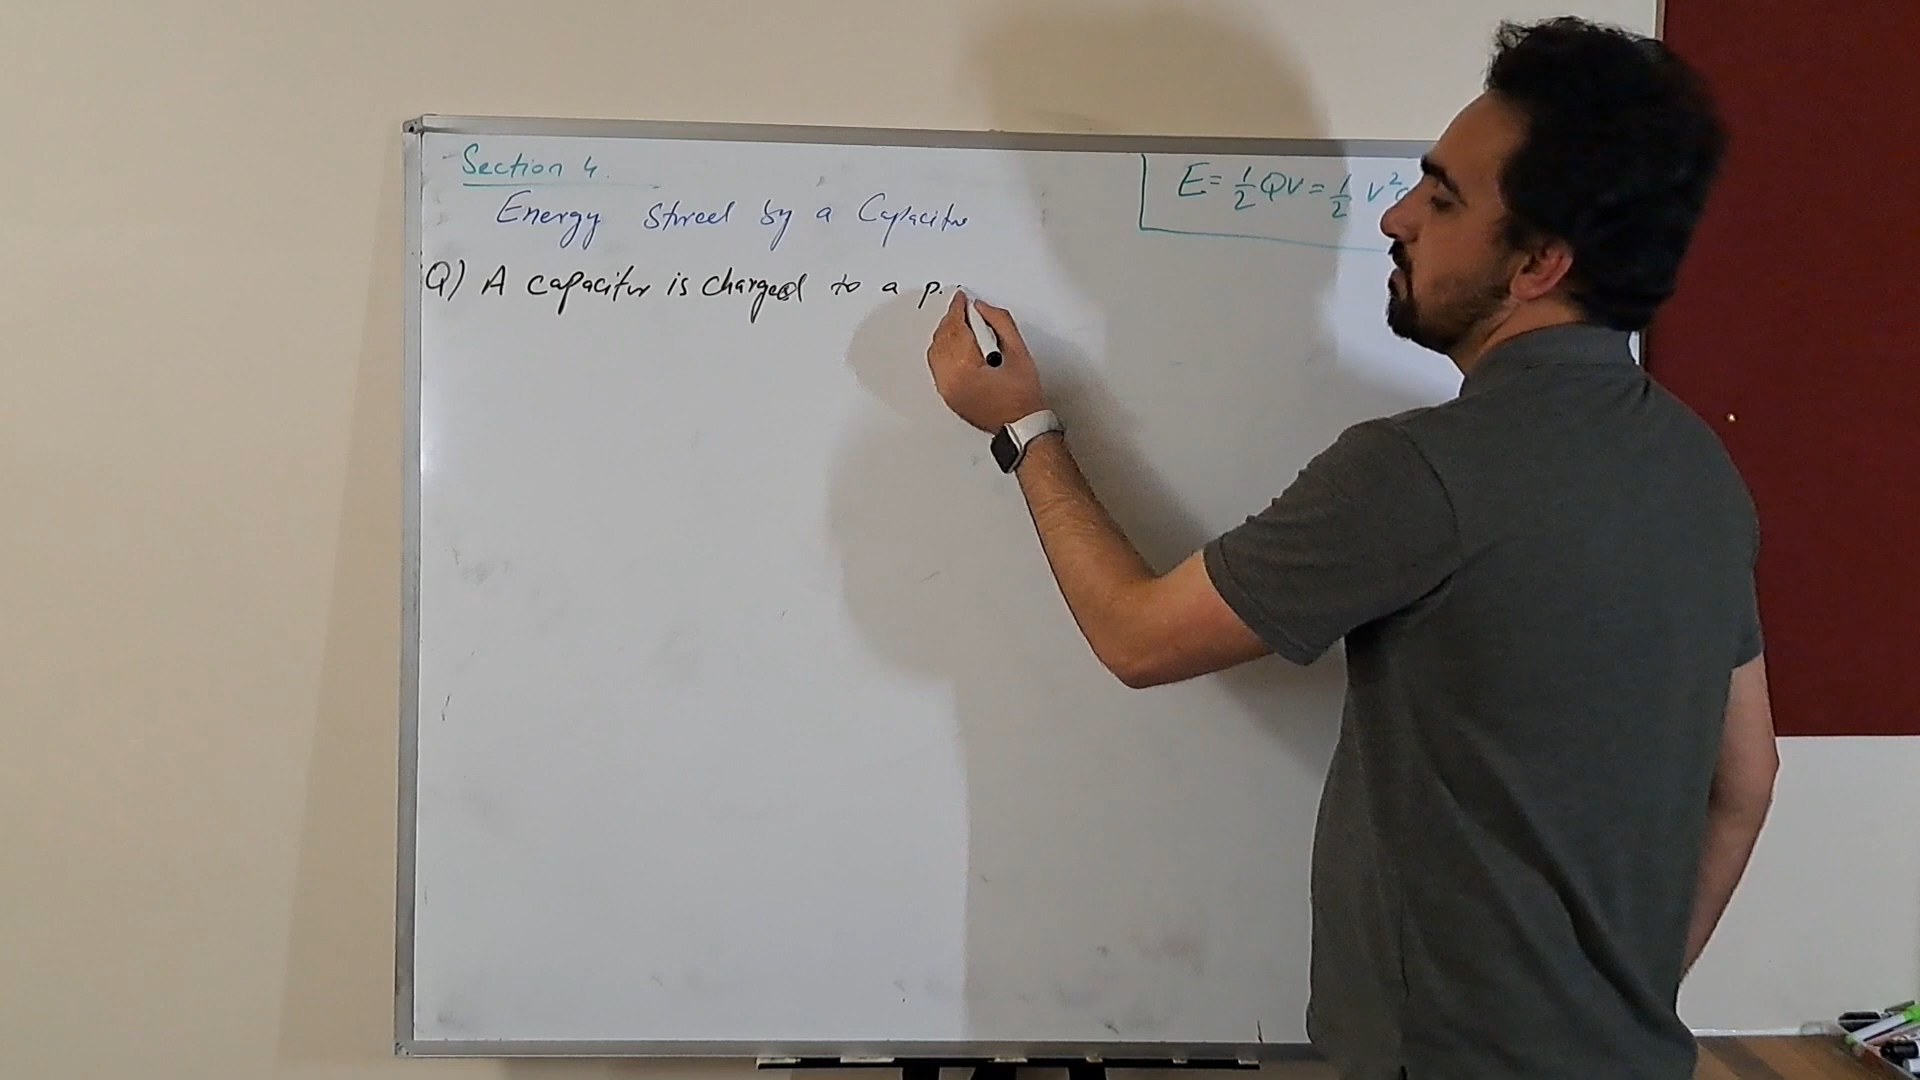 Section 4.
Energy stored by a Capacitor
E = 1/2 QV = 1/2 V²
Q) A capacitor is charged to a p.